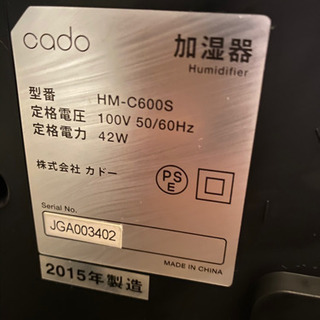 cado
加湿器
Humidifier
型番 HM-C600S
定格電圧 100V 50/60Hz
定格電力 42W
株式会社 カドー
PS
E
Serial No.
JGA003402
2015年製造
MADE IN CHINA